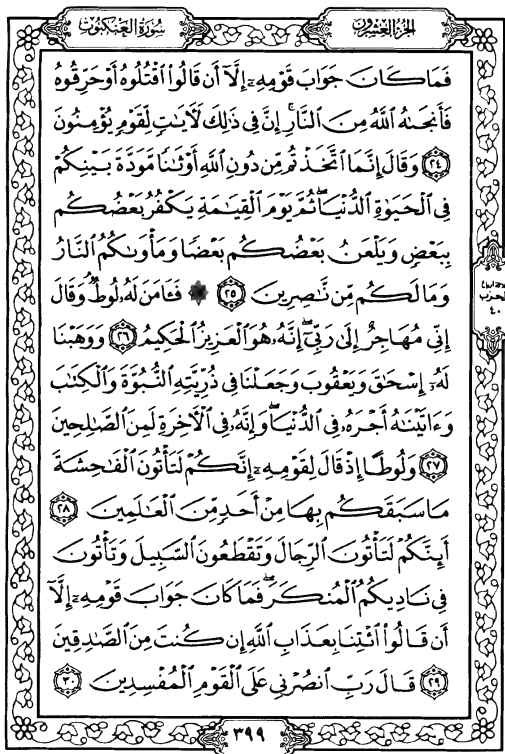 الجزء العشرون
سورة العنكبوت
فَمَا كَانَ جَوَابَ قَوْمِهِۦٓ إِلَّآ أَن قَالُوا۟ ٱقْتُلُوهُ أَوْ حَرِّقُوهُ
فَأَنجَىٰهُ ٱللَّهُ مِنَ ٱلنَّارِ ۚ إِنَّ فِى ذَٰلِكَ لَءَايَٰتٍ لِّقَوْمٍ يُؤْمِنُونَ
٢٤ وَقَالَ إِنَّمَا ٱتَّخَذْتُم مِّن دُونِ ٱللَّهِ أَوْثَٰنًا مَّوَدَّةَ بَيْنِكُمْ
فِى ٱلْحَيَوٰةِ ٱلدُّنْيَا ۖ ثُمَّ يَوْمَ ٱلْقِيَٰمَةِ يَكْفُرُ بَعْضُكُم
بِبَعْضٍ وَيَلْعَنُ بَعْضُكُم بَعْضًا وَمَأْوَىٰكُمُ ٱلنَّارُ
وَمَا لَكُم مِّن نَّٰصِرِينَ ٢٥ ۞ فَـَٔامَنَ لَهُۥ لُوطٌ ۘ وَقَالَ
إِنِّى مُهَاجِرٌ إِلَىٰ رَبِّىٓ ۖ إِنَّهُۥ هُوَ ٱلْعَزِيزُ ٱلْحَكِيمُ ٢٦ وَوَهَبْنَا
لَهُۥٓ إِسْحَٰقَ وَيَعْقُوبَ وَجَعَلْنَا فِى ذُرِّيَّتِهِ ٱلنُّبُوَّةَ وَٱلْكِتَٰبَ
وَءَاتَيْنَٰهُ أَجْرَهُۥ فِى ٱلدُّنْيَا ۖ وَإِنَّهُۥ فِى ٱلْءَاخِرَةِ لَمِنَ ٱلصَّٰلِحِينَ
٢٧ وَلُوطًا إِذْ قَالَ لِقَوْمِهِۦٓ إِنَّكُمْ لَتَأْتُونَ ٱلْفَٰحِشَةَ
مَا سَبَقَكُم بِهَا مِنْ أَحَدٍ مِّنَ ٱلْعَٰلَمِينَ ٢٨
أَئِنَّكُمْ لَتَأْتُونَ ٱلرِّجَالَ وَتَقْطَعُونَ ٱلسَّبِيلَ وَتَأْتُونَ
فِى نَادِيكُمُ ٱلْمُنكَرَ ۖ فَمَا كَانَ جَوَابَ قَوْمِهِۦٓ إِلَّآ
أَن قَالُوا۟ ٱئْتِنَا بِعَذَابِ ٱللَّهِ إِن كُنتَ مِنَ ٱلصَّٰدِقِينَ
٢٩ قَالَ رَبِّ ٱنصُرْنِى عَلَى ٱلْقَوْمِ ٱلْمُفْسِدِينَ ٣٠
الحزب
٤٠
٣٩٩